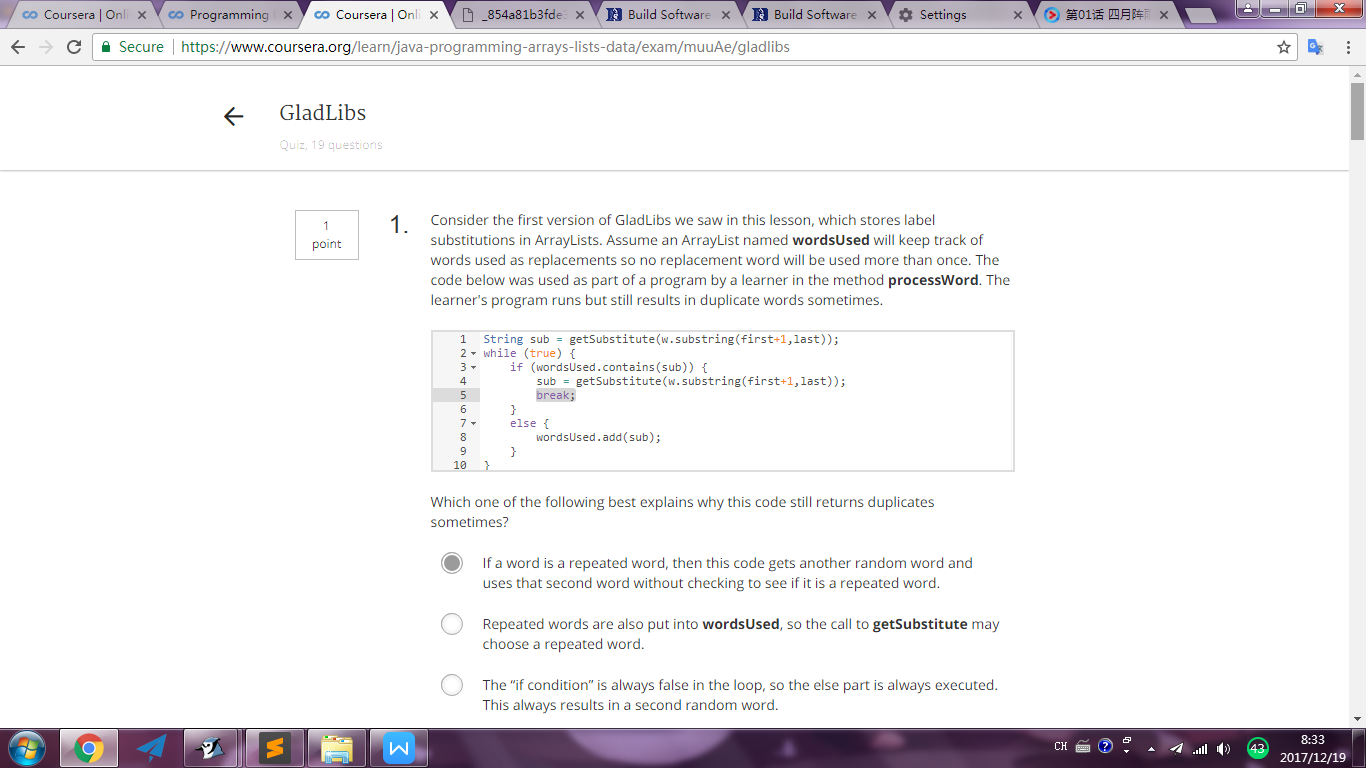 Coursera | Onli
Programming
Coursera | Onli
_854a81b3fde
Build Software
Build Software
Settings
第01话 四月阵
Secure
https://www.coursera.org/learn/java-programming-arrays-lists-data/exam/muuAe/gladlibs
GladLibs
Quiz, 19 questions
1
point
1.
Consider the first version of GladLibs we saw in this lesson, which stores label
substitutions in ArrayLists. Assume an ArrayList named wordsUsed will keep track of
words used as replacements so no replacement word will be used more than once. The
code below was used as part of a program by a learner in the method processWord. The
learner's program runs but still results in duplicate words sometimes.
1 String sub = getSubstitute(w.substring(first+1,last));
2 while (true) {
3 if (wordsUsed.contains(sub)) {
4 sub = getSubstitute(w.substring(first+1,last));
5 break;
6 }
7 else {
8 wordsUsed.add(sub);
9 }
10 }
Which one of the following best explains why this code still returns duplicates
sometimes?
If a word is a repeated word, then this code gets another random word and
uses that second word without checking to see if it is a repeated word.
Repeated words are also put into wordsUsed, so the call to getSubstitute may
choose a repeated word.
The “if condition” is always false in the loop, so the else part is always executed.
This always results in a second random word.
CH
43
8:33
2017/12/19